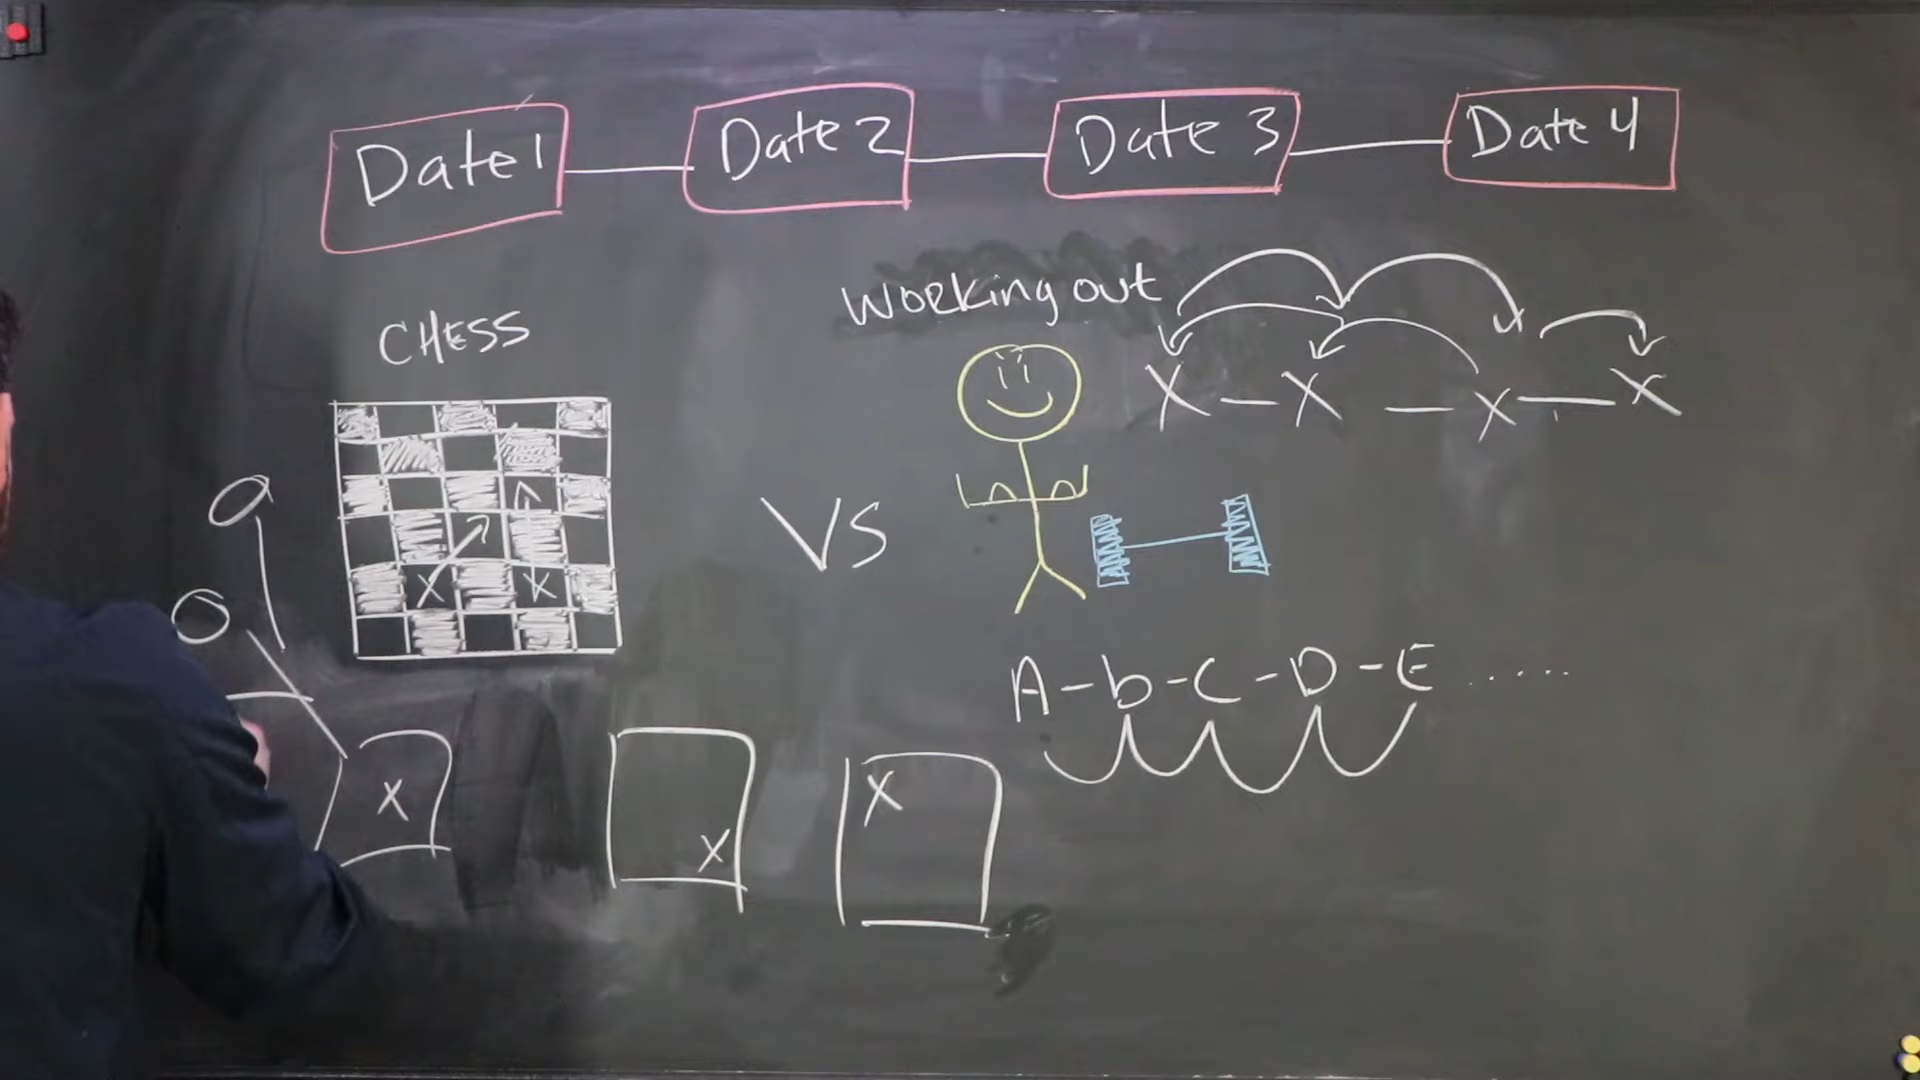 Date 1 Date 2 Date 3 Date 4
Working out
CHESS
X - X - X - X
VS
X X
A - b - C - D - E ......
X X X